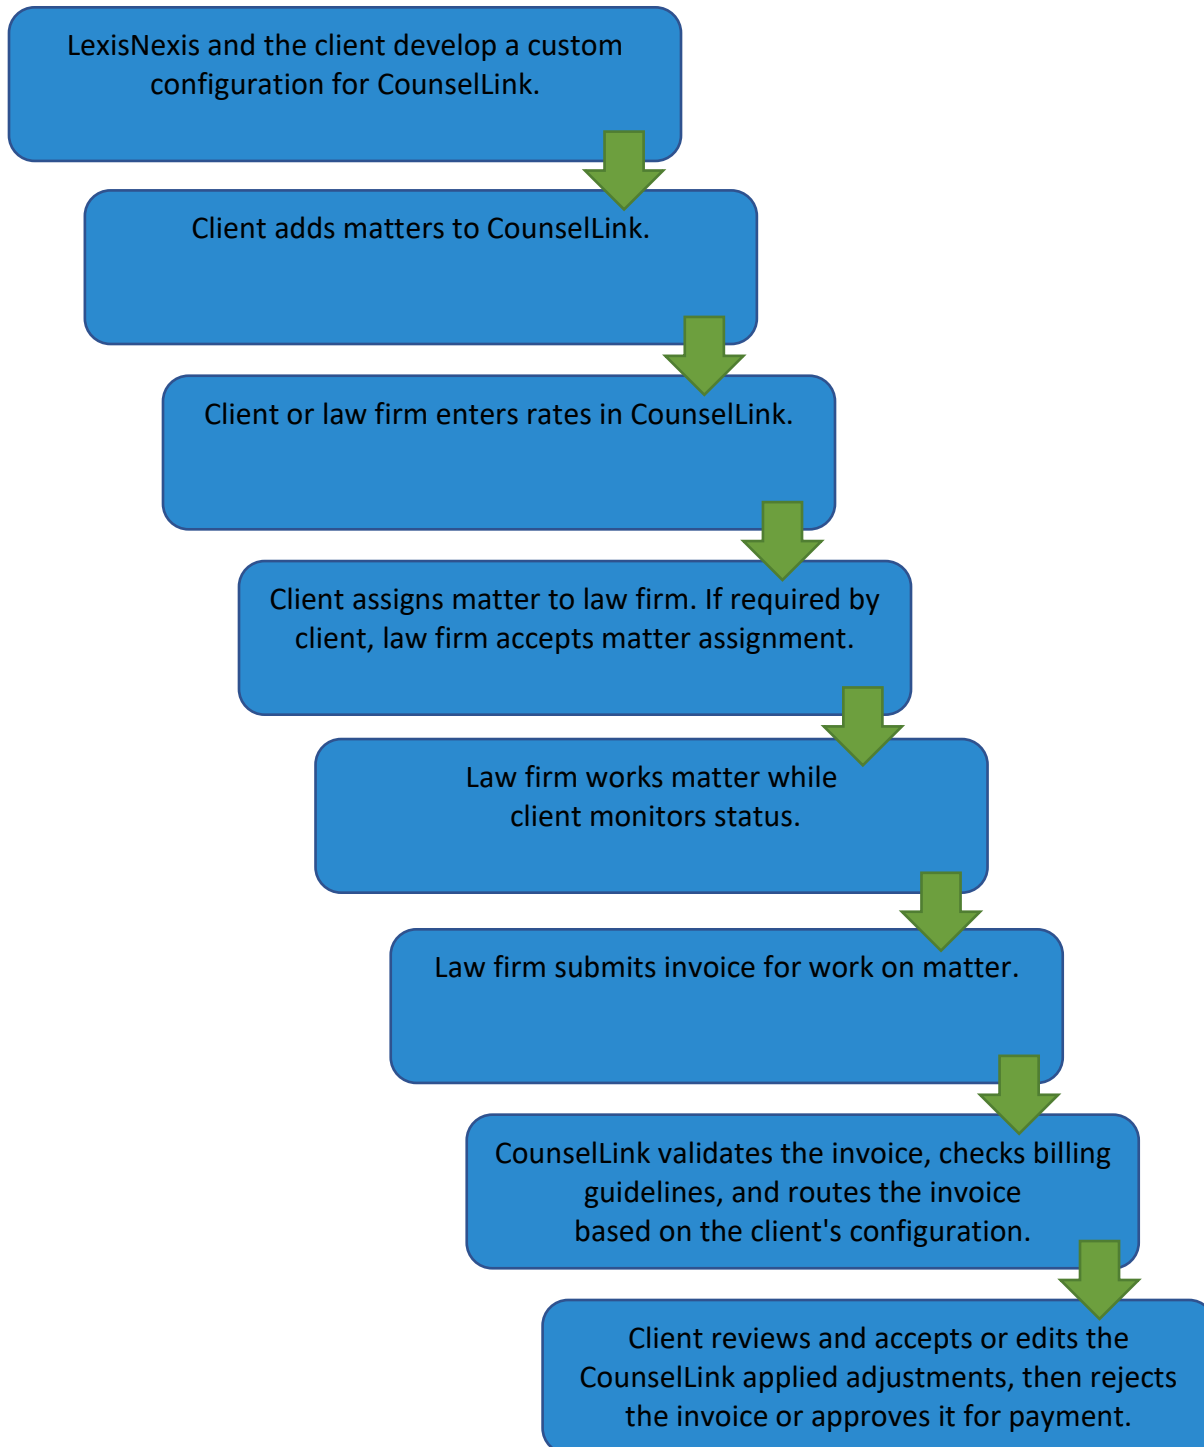 LexisNexis and the client develop a custom
configuration for CounselLink.
Client adds matters to CounselLink.
Client or law firm enters rates in CounselLink.
Client assigns matter to law firm. If required by
client, law firm accepts matter assignment.
Law firm works matter while
client monitors status.
Law firm submits invoice for work on matter.
CounselLink validates the invoice, checks billing
guidelines, and routes the invoice
based on the client's configuration.
Client reviews and accepts or edits the
CounselLink applied adjustments, then rejects
the invoice or approves it for payment.